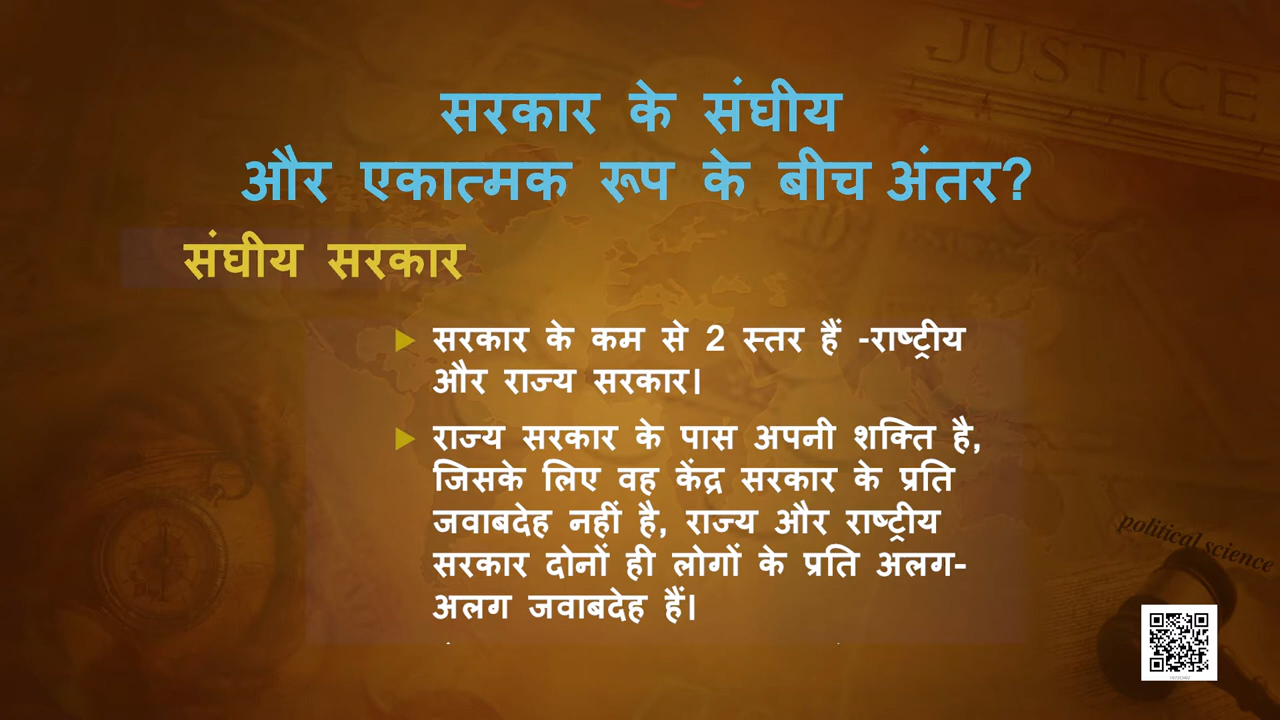 JUSTICE
सरकार के संघीय
और एकात्मक रूप के बीच अंतर?
संघीय सरकार
सरकार के कम से 2 स्तर हैं -राष्ट्रीय
और राज्य सरकार।
राज्य सरकार के पास अपनी शक्ति है,
जिसके लिए वह केंद्र सरकार के प्रति
जवाबदेह नहीं है, राज्य और राष्ट्रीय
सरकार दोनों ही लोगों के प्रति अलग-
अलग जवाबदेह हैं।
political science